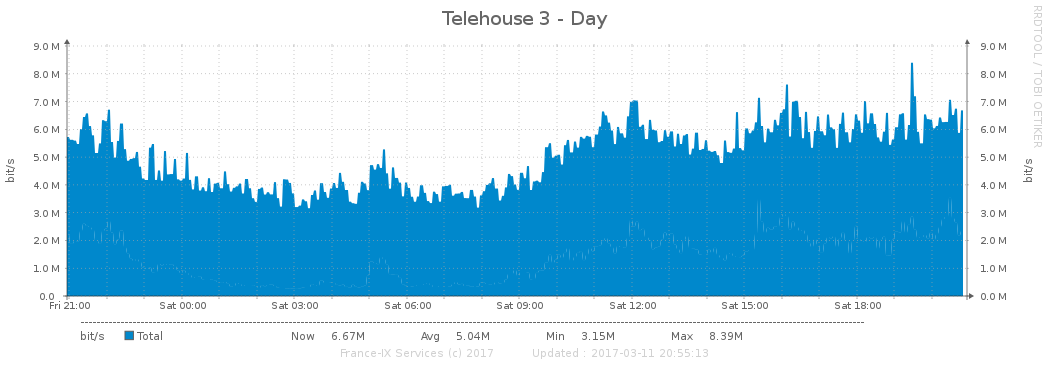 Telehouse 3 - Day
RRDTOOL / TOBI OETIKER
bit/s
9.0 M
8.0 M
7.0 M
6.0 M
5.0 M
4.0 M
3.0 M
2.0 M
1.0 M
0.0
9.0 M
8.0 M
7.0 M
6.0 M
5.0 M
4.0 M
3.0 M
2.0 M
1.0 M
0.0 M
bit/s
Fri 21:00 Sat 00:00 Sat 03:00 Sat 06:00 Sat 09:00 Sat 12:00 Sat 15:00 Sat 18:00
bit/s Total Now 6.67M Avg 5.04M Min 3.15M Max 8.39M
France-IX Services (c) 2017 Updated : 2017-03-11 20:55:13